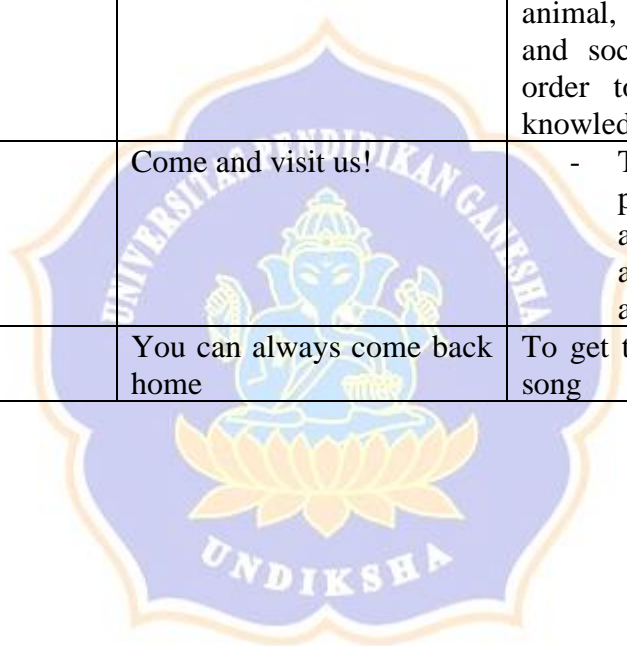 animal,
and soc
order to
knowled
Come and visit us!
- T
p
a
a
a
You can always come back
home
To get t
song
UNIVERSITAS PENDIDIKAN GANESHA
UNDIKSHA